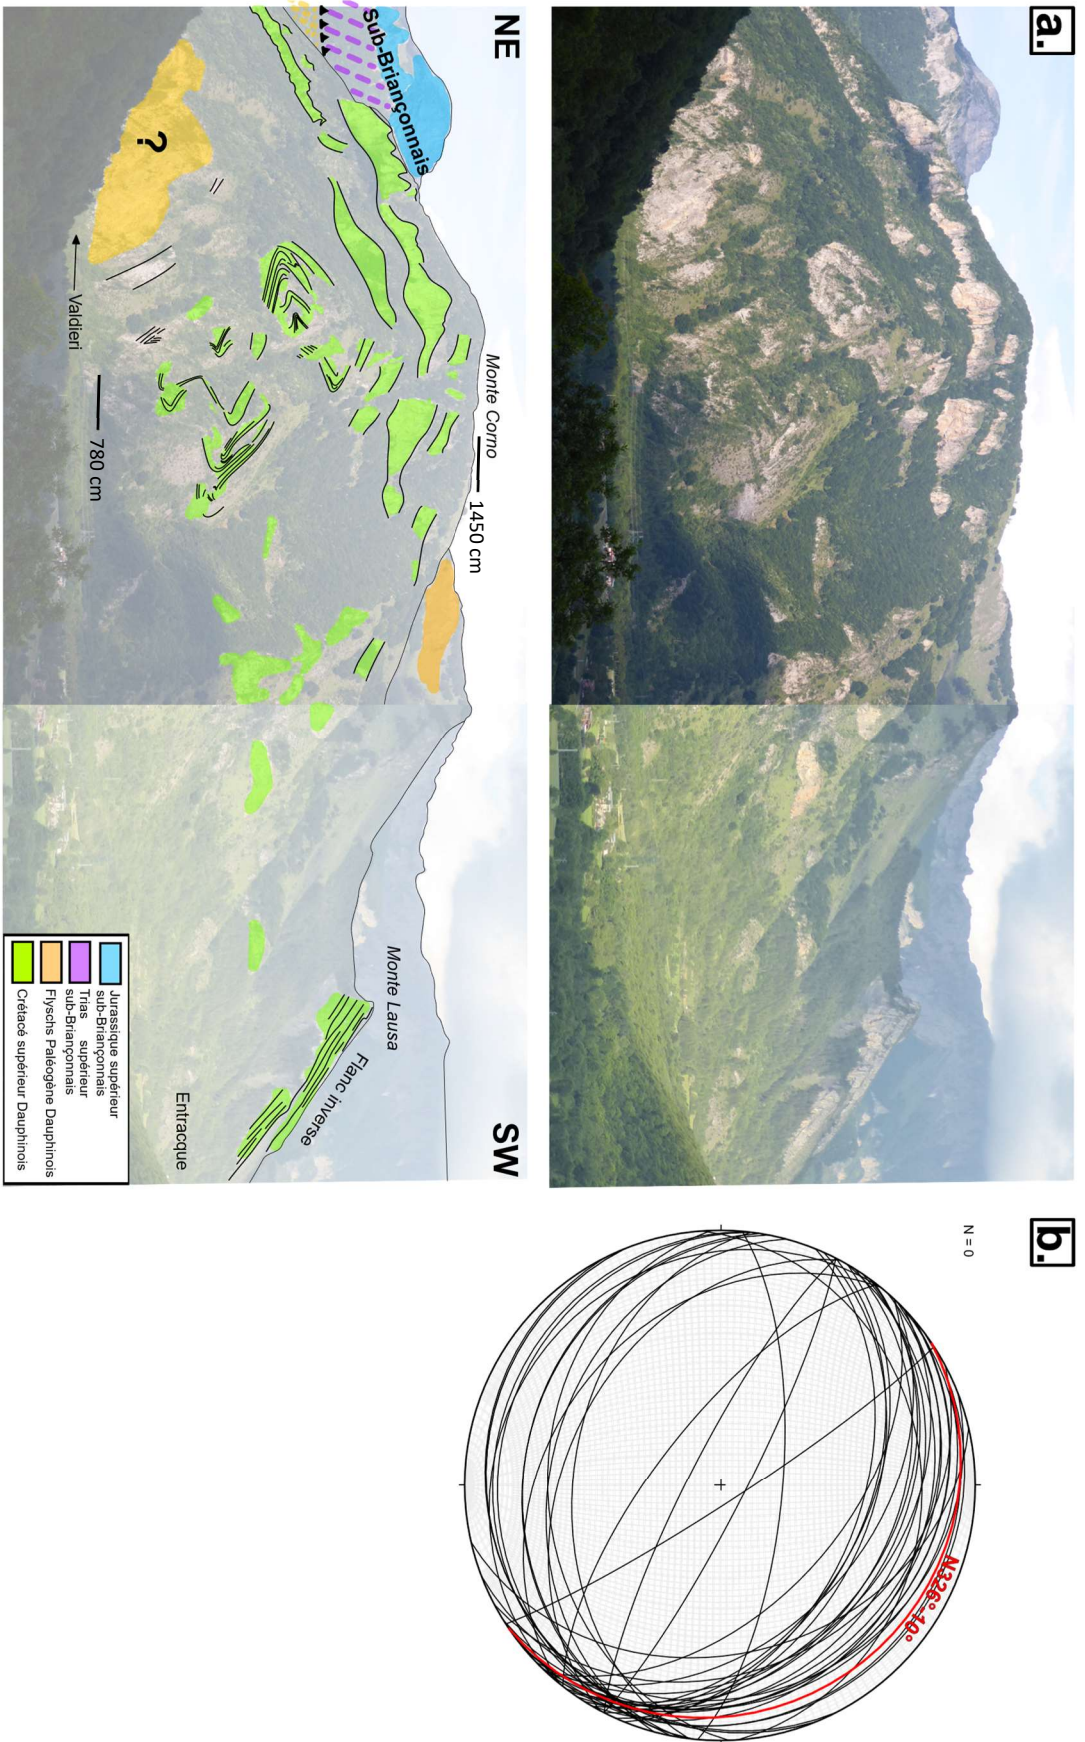 a.
NE
SW
Sub-Briançonnais
?
Valdieri
780 cm
Monte Corno
1450 cm
Monte Lausa
Flanc inverse
Entracque
Jurassique supérieur
sub-Briançonnais
Trias supérieur
sub-Briançonnais
Flyschs Paléogène Dauphinois
Crétacé supérieur Dauphinois
b.
N = 0
N326°-10°